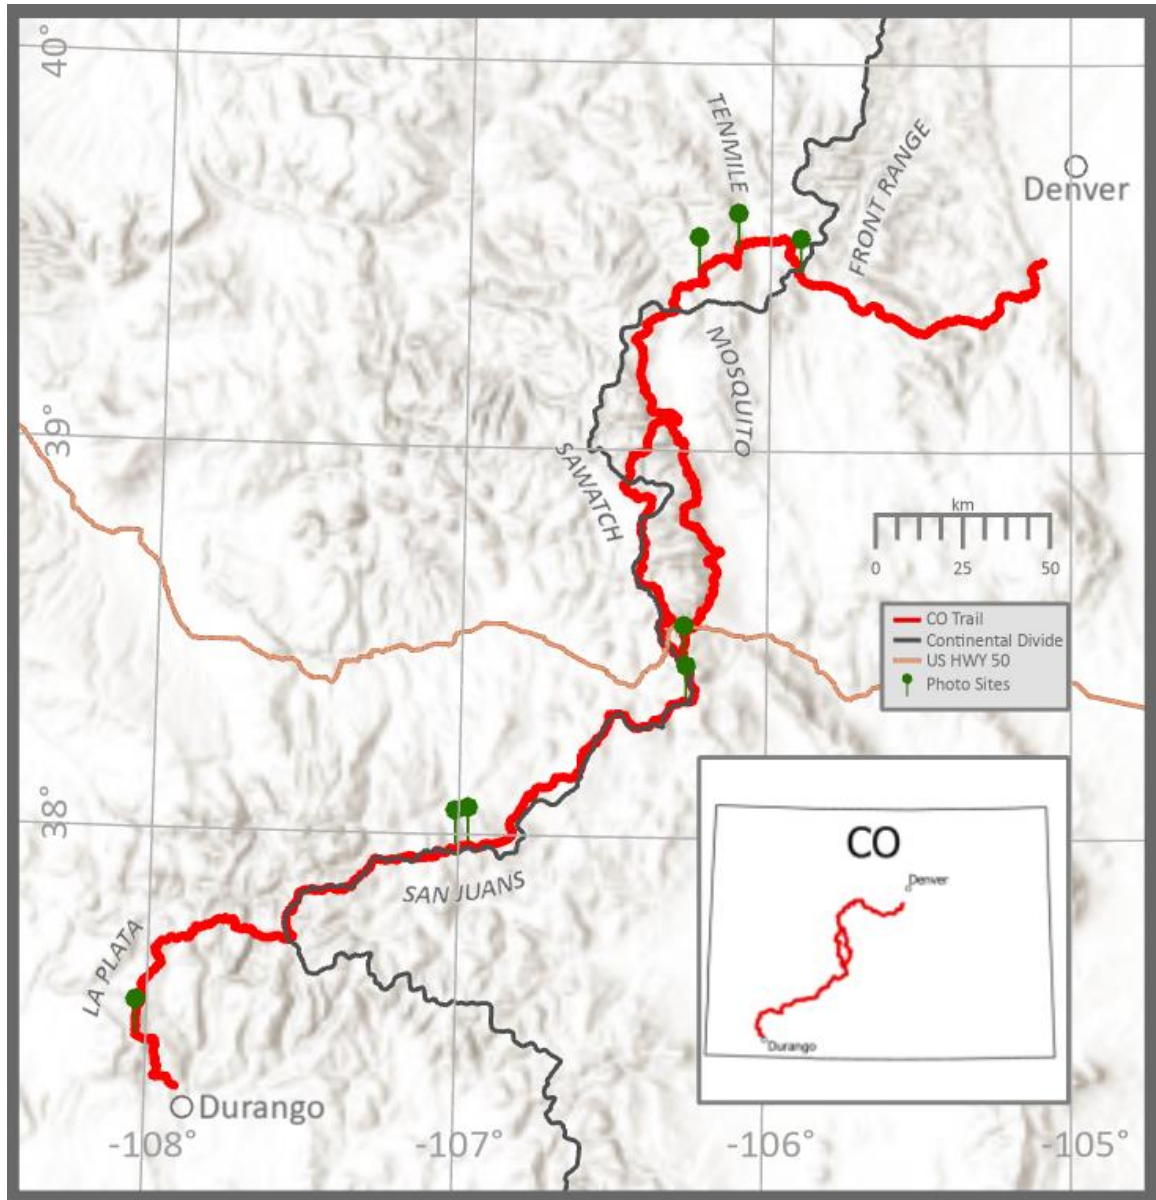 40°
TENMILE
FRONT RANGE
Denver
MOSQUITO
39°
SAWATCH
km
0 25 50
CO Trail
Continental Divide
US HWY 50
Photo Sites
38°
SAN JUANS
LA PLATA
CO
Denver
Durango
Durango
-108° -107° -106° -105°